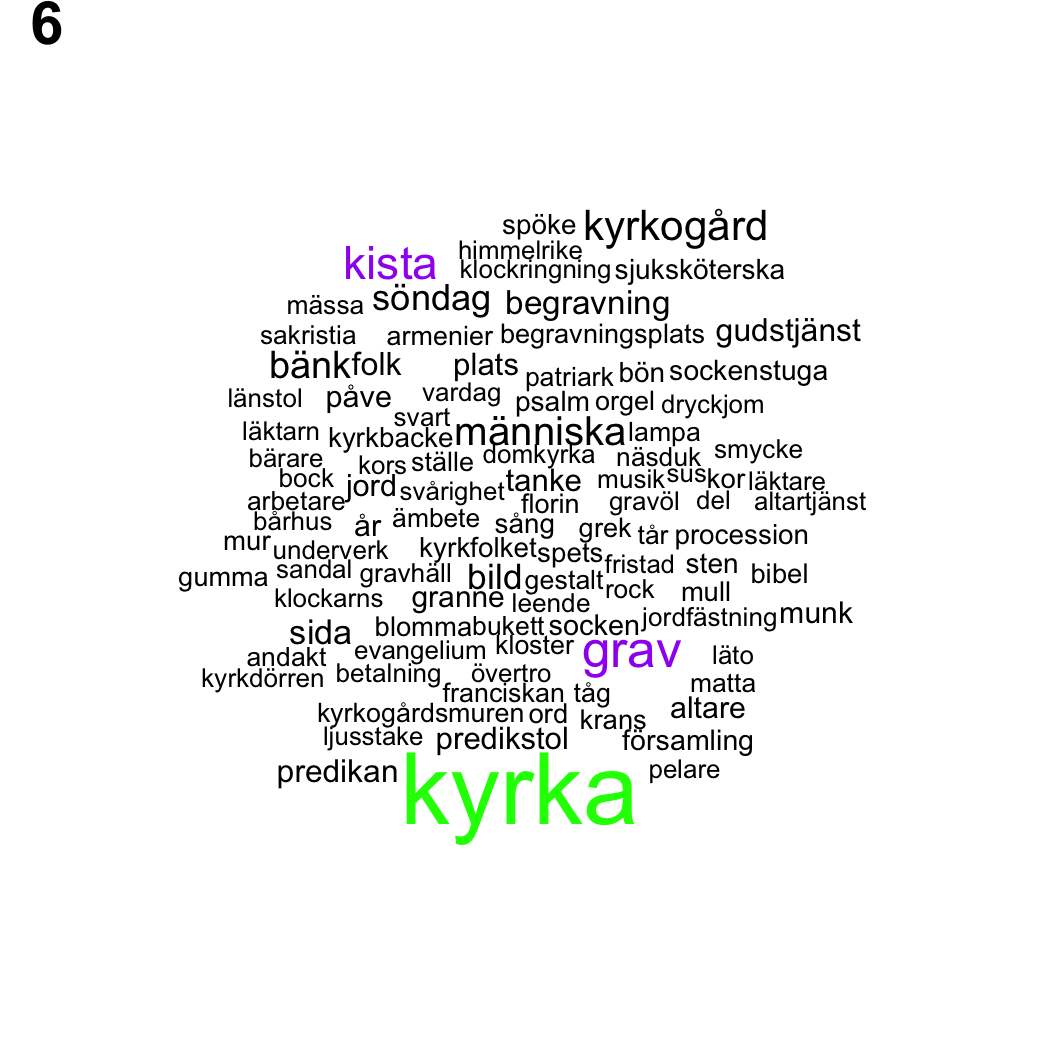 6
spöke kyrkogård
himmelrike
kista klockringning sjuksköterska
mässa söndag begravning
sakristia armenier begravningsplats gudstjänst
bänk folk plats patriark bön sockenstuga
länstol påve vardag psalm orgel dryckjom
svart
läktarn kyrkbacke människa lampa
bärare kors ställe domkyrka näsduk smycke
bock jord svårighet tanke musik sus kor läktare
arbetare florin gravöl del altartjänst
bårhus år ämbete sång grek tår procession
mur underverk kyrkfolket spets fristad sten bibel
gumma sandal gravhäll bild gestalt rock mull
klockarns granne leende jordfästning munk
sida blommabukett socken
andakt evangelium kloster grav läto
kyrkdörren betalning övertro matta
franciskan tåg
kyrkogårdsmuren ord krans altare
ljusstake predikstol församling
predikan kyrka pelare